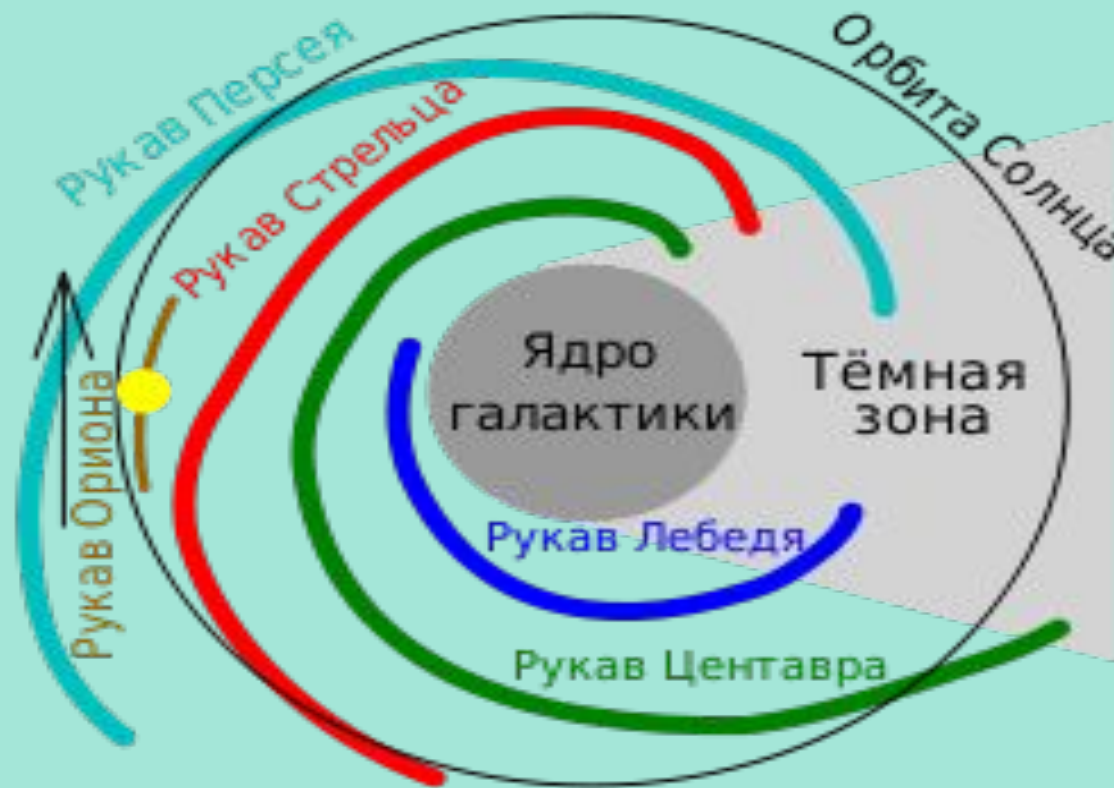 Рукав Персея
Орбита Солнца
Рукав Стрельца
Рукав Ориона
Ядро
галактики
Тёмная
зона
Рукав Лебедя
Рукав Центавра